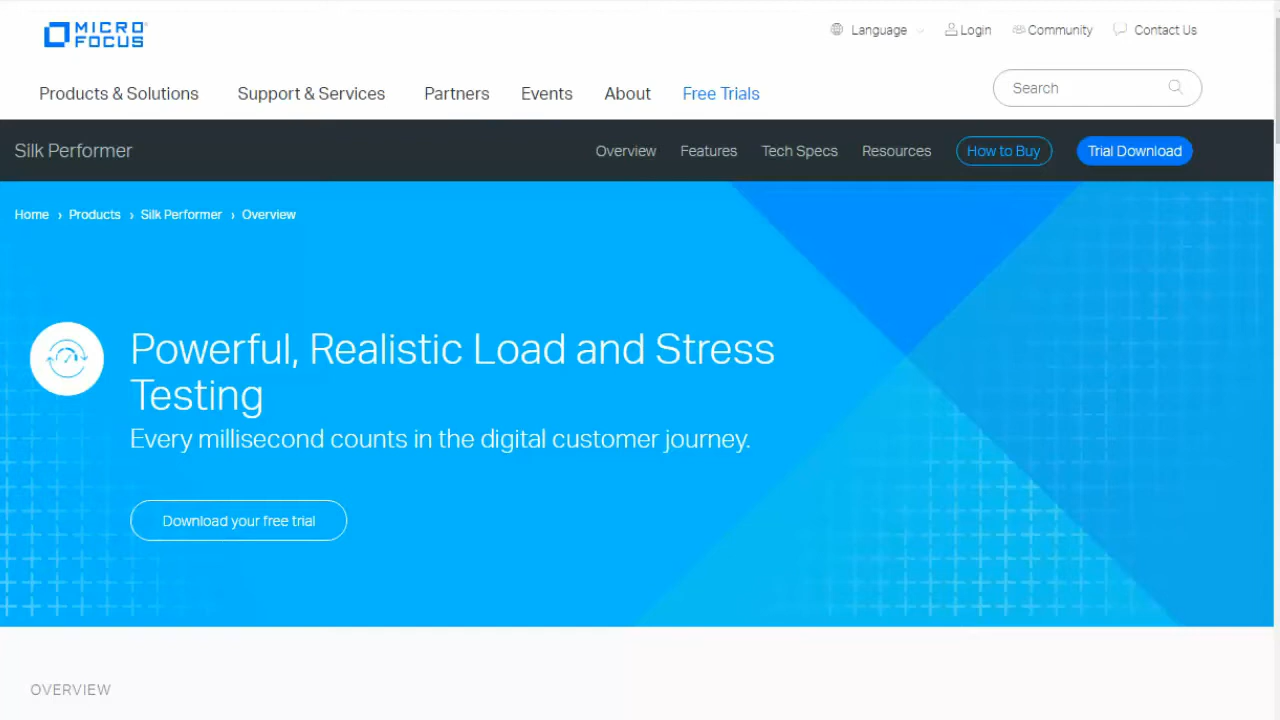 MICRO
FOCUS
Language
Login
Community
Contact Us
Products & Solutions
Support & Services
Partners
Events
About
Free Trials
Search
Silk Performer
Overview
Features
Tech Specs
Resources
How to Buy
Trial Download
Home › Products › Silk Performer › Overview
Powerful, Realistic Load and Stress
Testing
Every millisecond counts in the digital customer journey.
Download your free trial
OVERVIEW